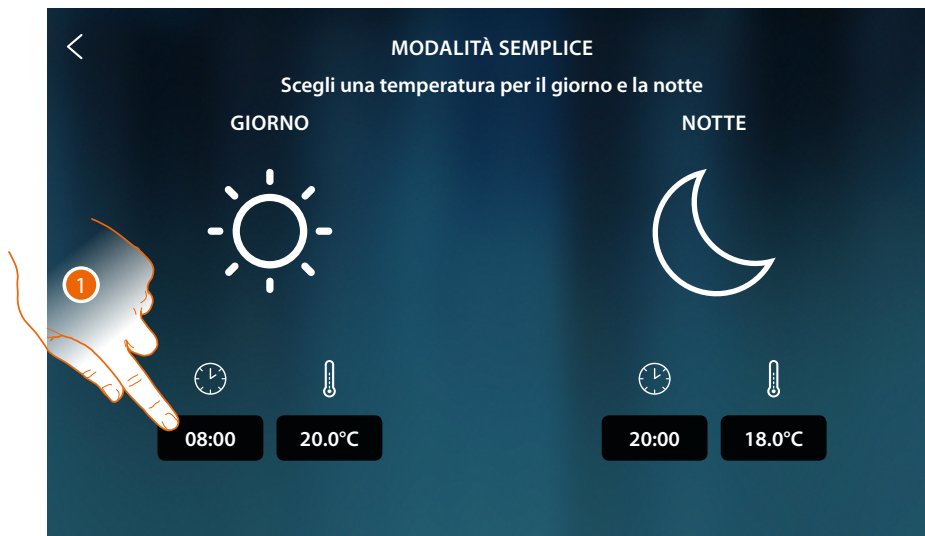 MODALITÀ SEMPLICE
Scegli una temperatura per il giorno e la notte
GIORNO
NOTTE
1
08:00
20.0°C
20:00
18.0°C